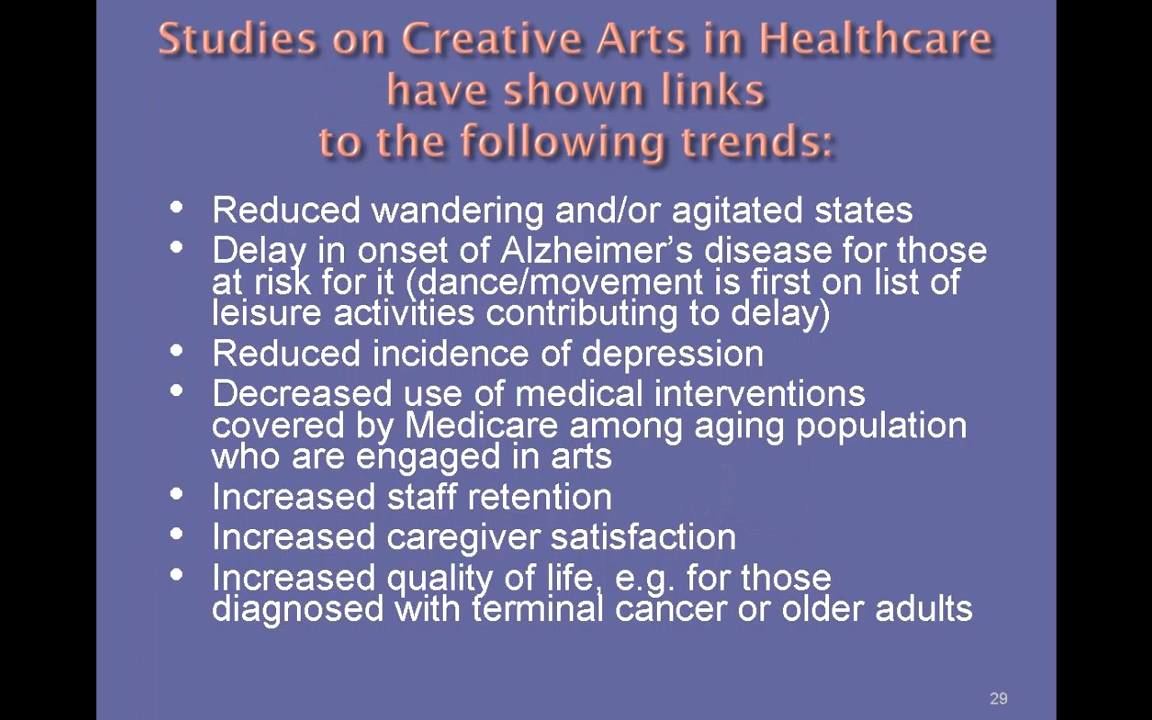 Studies on Creative Arts in Healthcare
have shown links
to the following trends:
• Reduced wandering and/or agitated states
• Delay in onset of Alzheimer’s disease for those
at risk for it (dance/movement is first on list of
leisure activities contributing to delay)
• Reduced incidence of depression
• Decreased use of medical interventions
covered by Medicare among aging population
who are engaged in arts
• Increased staff retention
• Increased caregiver satisfaction
• Increased quality of life, e.g. for those
diagnosed with terminal cancer or older adults
29